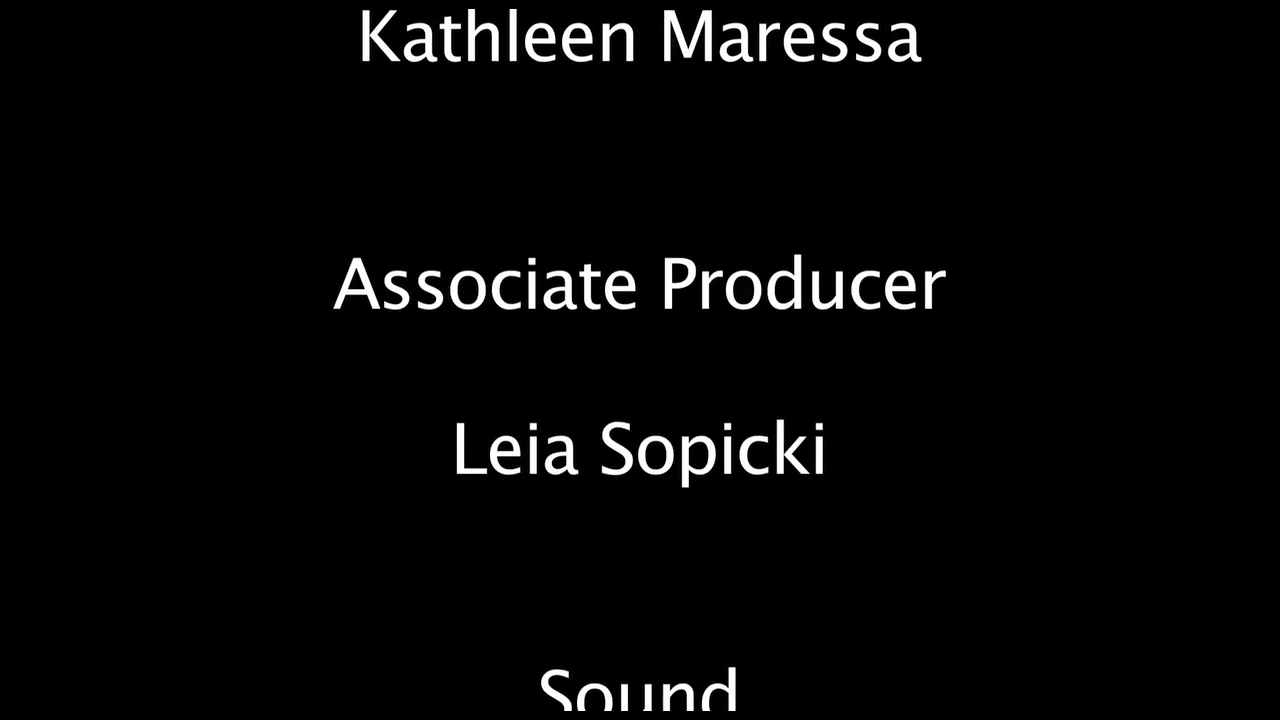 Kathleen Maressa
Associate Producer
Leia Sopicki
Sound